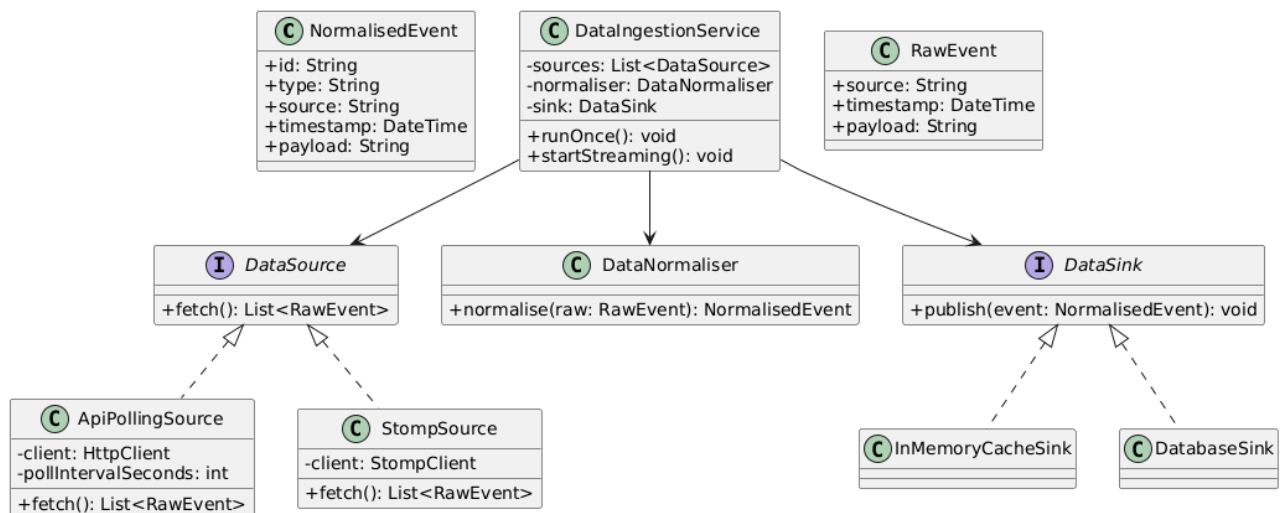 C NormalisedEvent
+id: String
+type: String
+source: String
+timestamp: DateTime
+payload: String
C DataIngestionService
-sources: List<DataSource>
-normaliser: DataNormaliser
-sink: DataSink
+runOnce(): void
+startStreaming(): void
C RawEvent
+source: String
+timestamp: DateTime
+payload: String
I DataSource
+fetch(): List<RawEvent>
C DataNormaliser
+normalise(raw: RawEvent): NormalisedEvent
I DataSink
+publish(event: NormalisedEvent): void
C ApiPollingSource
-client: HttpClient
-pollIntervalSeconds: int
+fetch(): List<RawEvent>
C StompSource
-client: StompClient
+fetch(): List<RawEvent>
C InMemoryCacheSink
C DatabaseSink